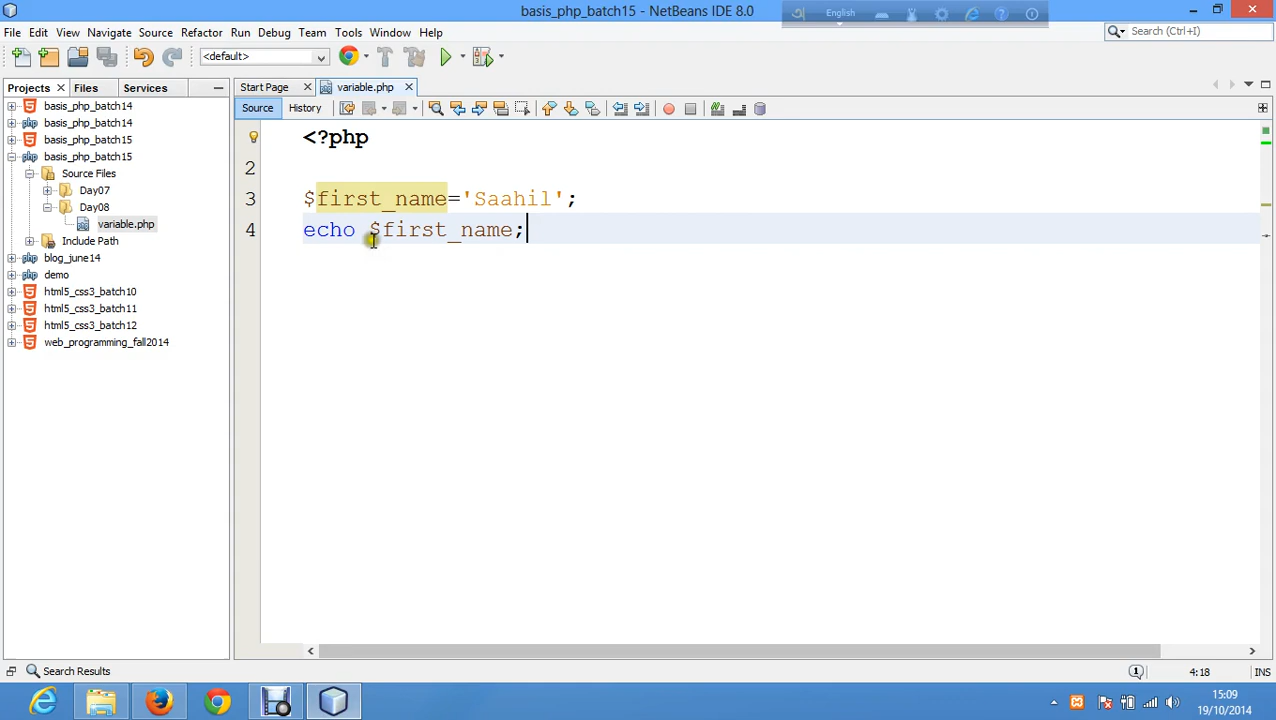 basis_php_batch15 - NetBeans IDE 8.0
English
File Edit View Navigate Source Refactor Run Debug Team Tools Window Help
Search (Ctrl+I)
<default>
Projects Files Services
Start Page variable.php
Source History
basis_php_batch14
basis_php_batch14
basis_php_batch15
basis_php_batch15
Source Files
Day07
Day08
variable.php
Include Path
blog_june14
demo
html5_css3_batch10
html5_css3_batch11
html5_css3_batch12
web_programming_fall2014
<?php
2
3 $first_name='Saahil';
4 echo $first_name;
Search Results
1
4:18 INS
15:09
19/10/2014